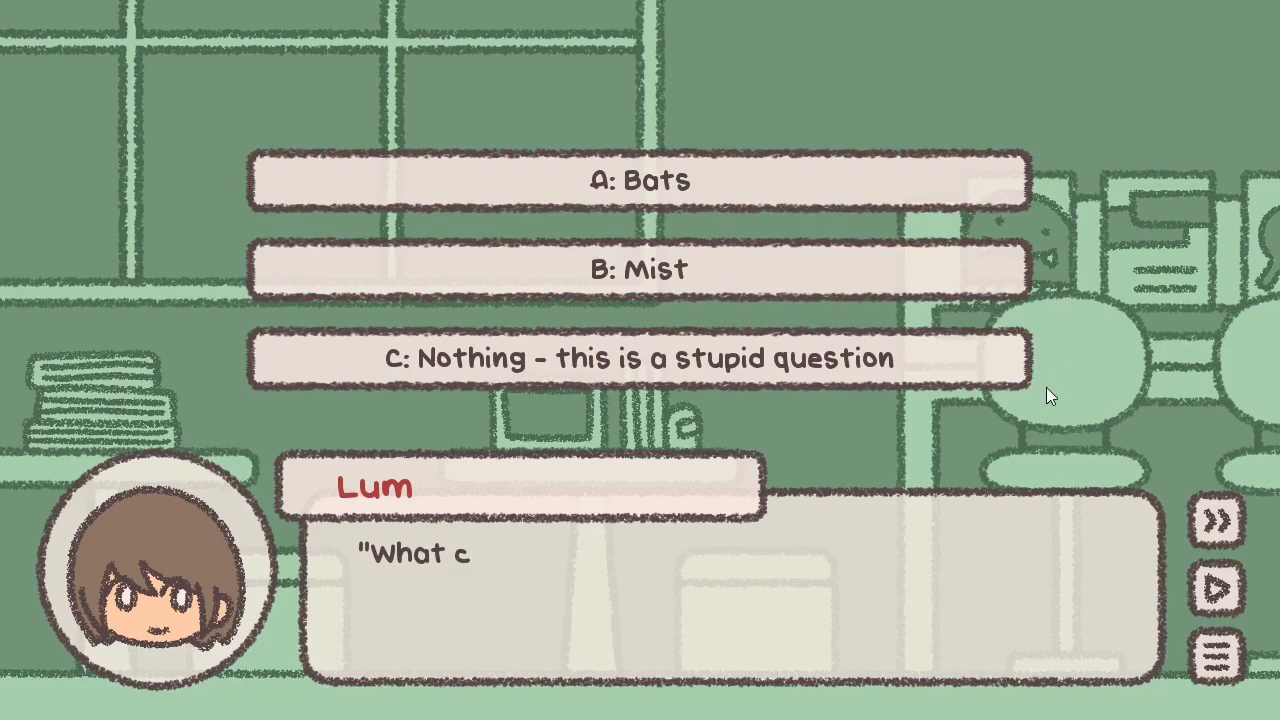 A: Bats
B: Mist
C: Nothing - this is a stupid question
Lum
"What c